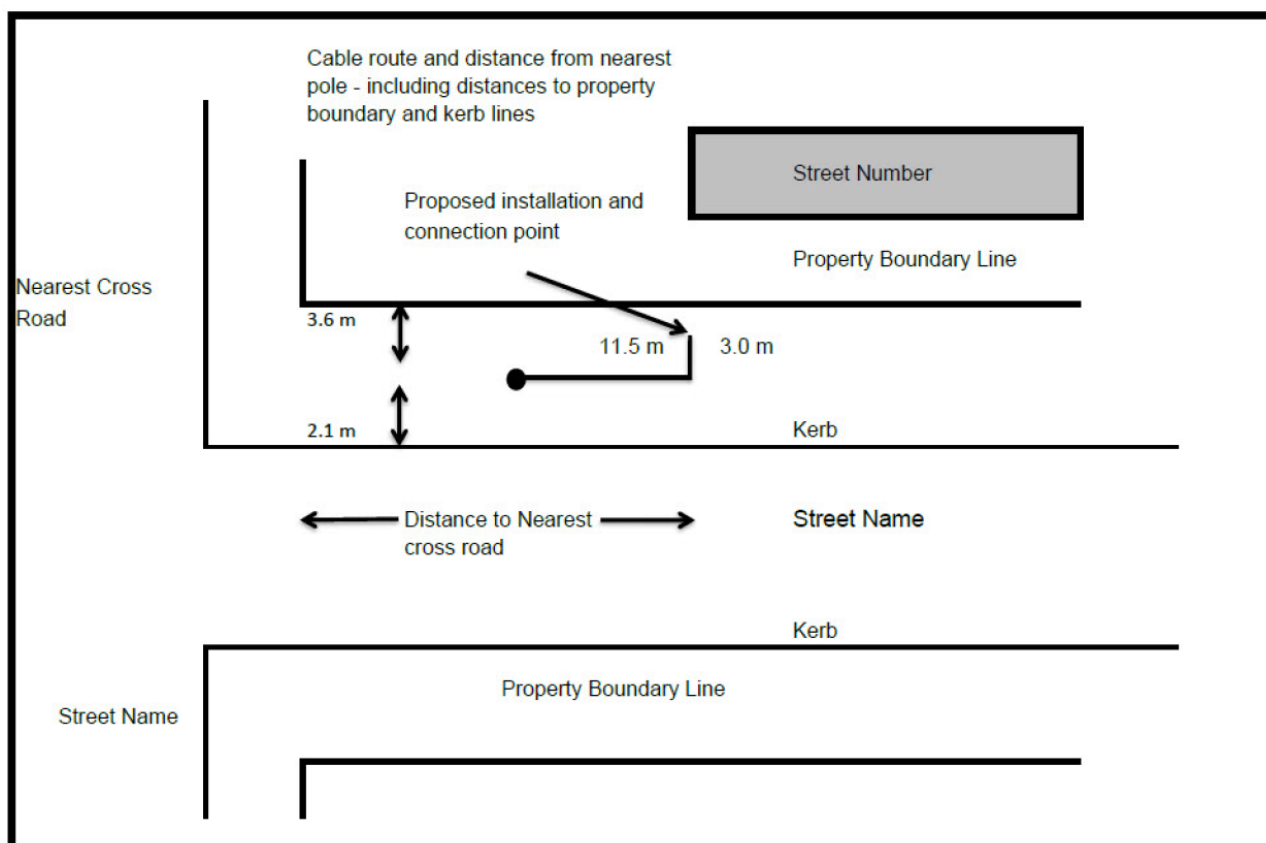 Cable route and distance from nearest
pole - including distances to property
boundary and kerb lines
Street Number
Proposed installation and
connection point
Property Boundary Line
Nearest Cross
Road
3.6 m
11.5 m
3.0 m
2.1 m
Kerb
Distance to Nearest
cross road
Street Name
Kerb
Property Boundary Line
Street Name